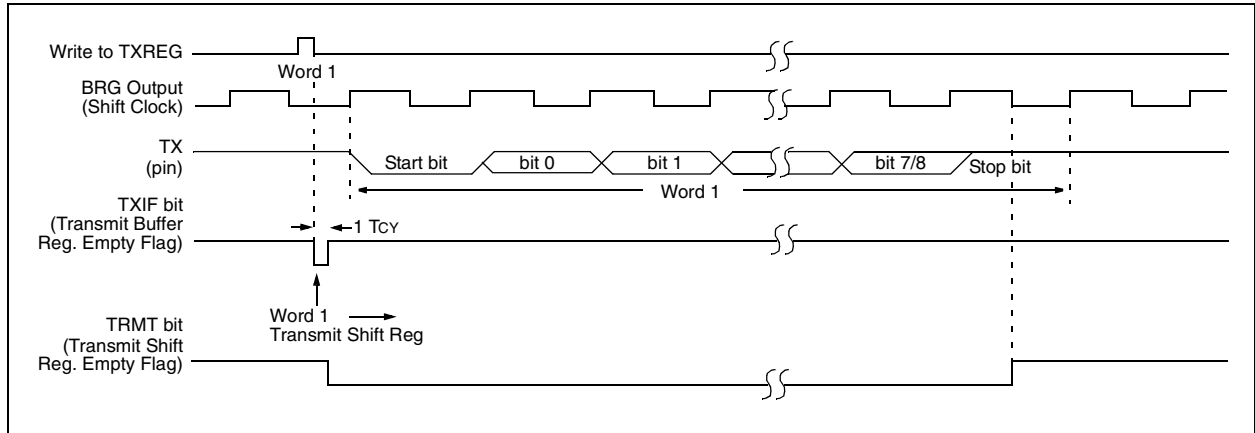 Write to TXREG
Word 1
BRG Output
(Shift Clock)
TX
(pin)
Start bit
bit 0
bit 1
bit 7/8
Stop bit
Word 1
TXIF bit
(Transmit Buffer
Reg. Empty Flag)
1 TCY
Word 1
Transmit Shift Reg
TRMT bit
(Transmit Shift
Reg. Empty Flag)